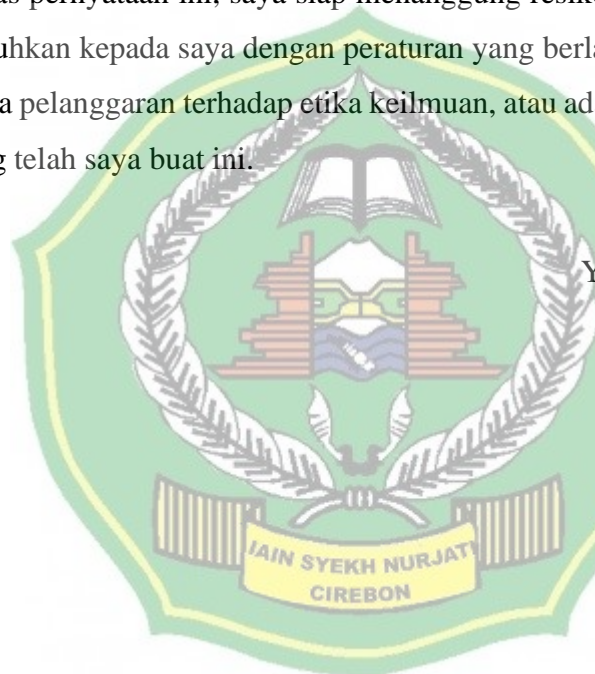 as pernyataan ini, saya siap menanggung resik
uhkan kepada saya dengan peraturan yang berla
a pelanggaran terhadap etika keilmuan, atau ad
g telah saya buat ini.
Y
IAIN SYEKH NURJATI
CIREBON